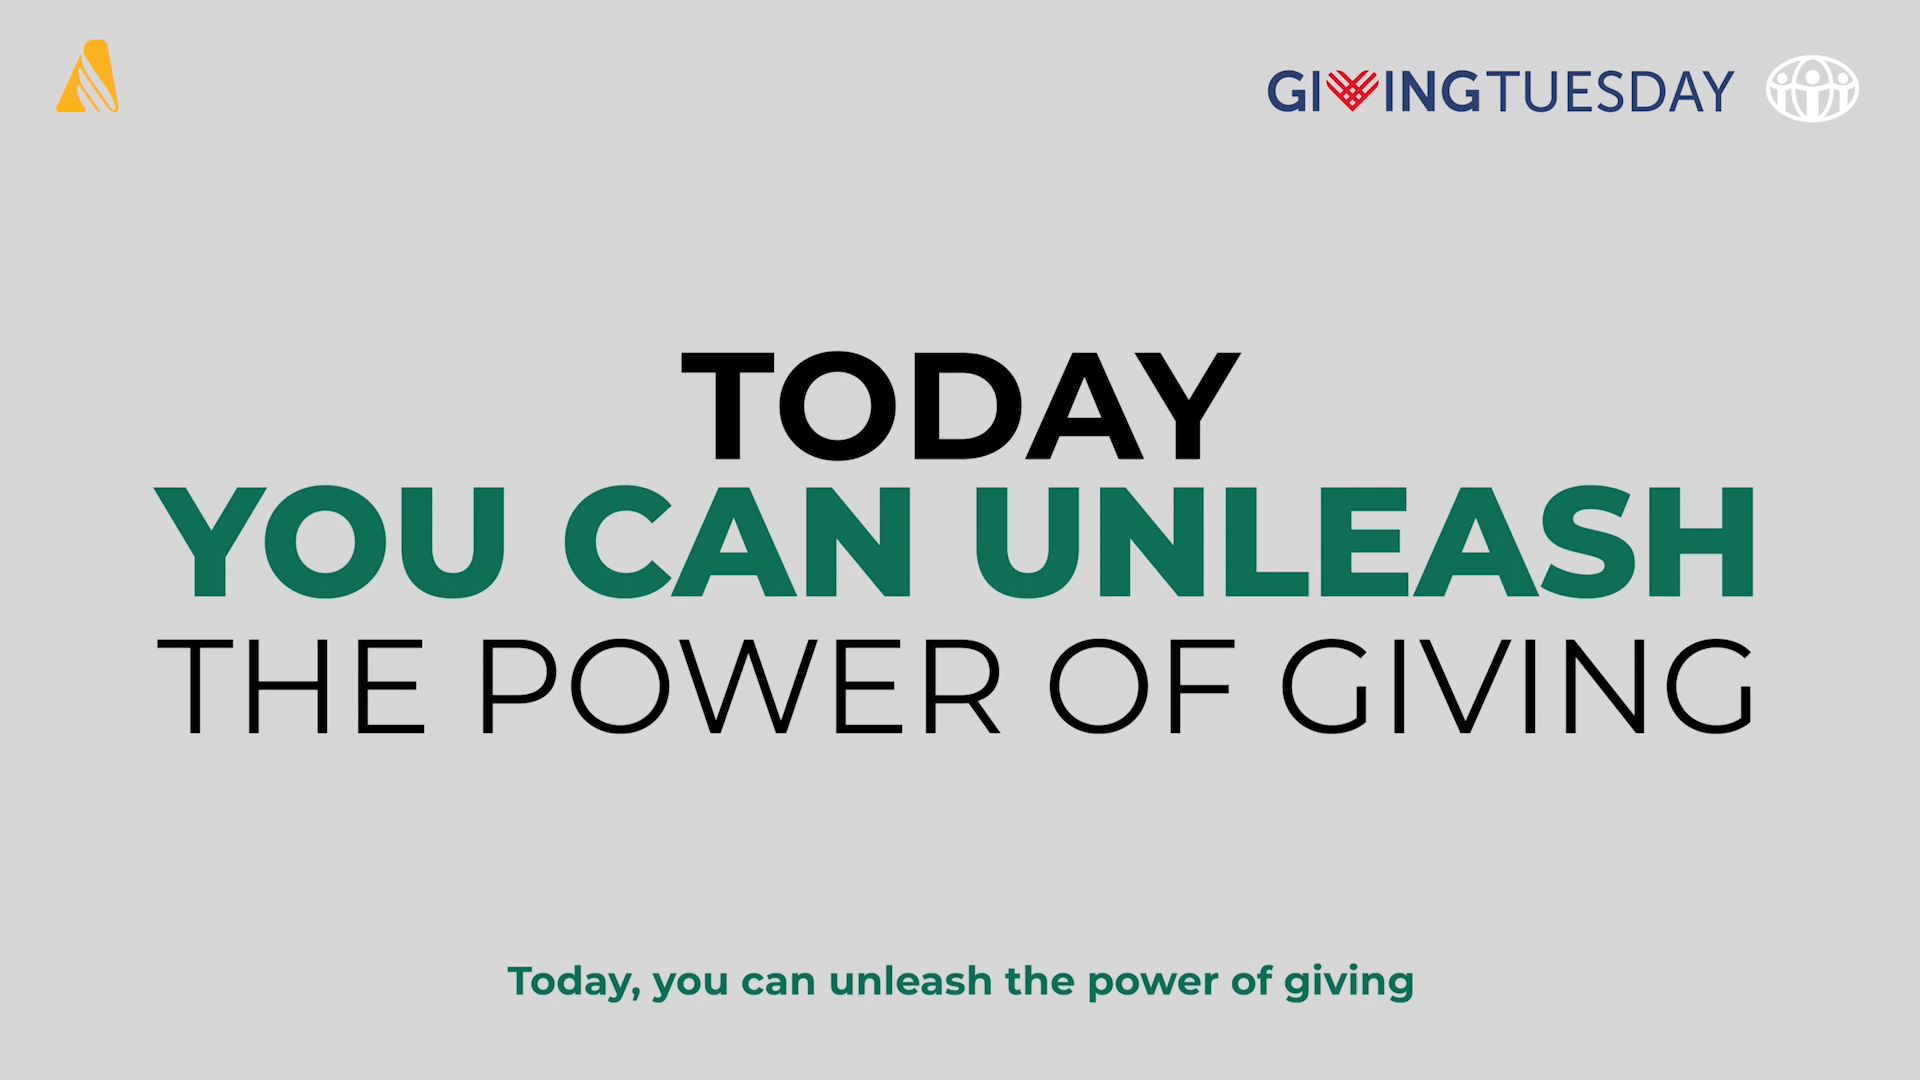 GIVINGTUESDAY
TODAY
YOU CAN UNLEASH
THE POWER OF GIVING
Today, you can unleash the power of giving